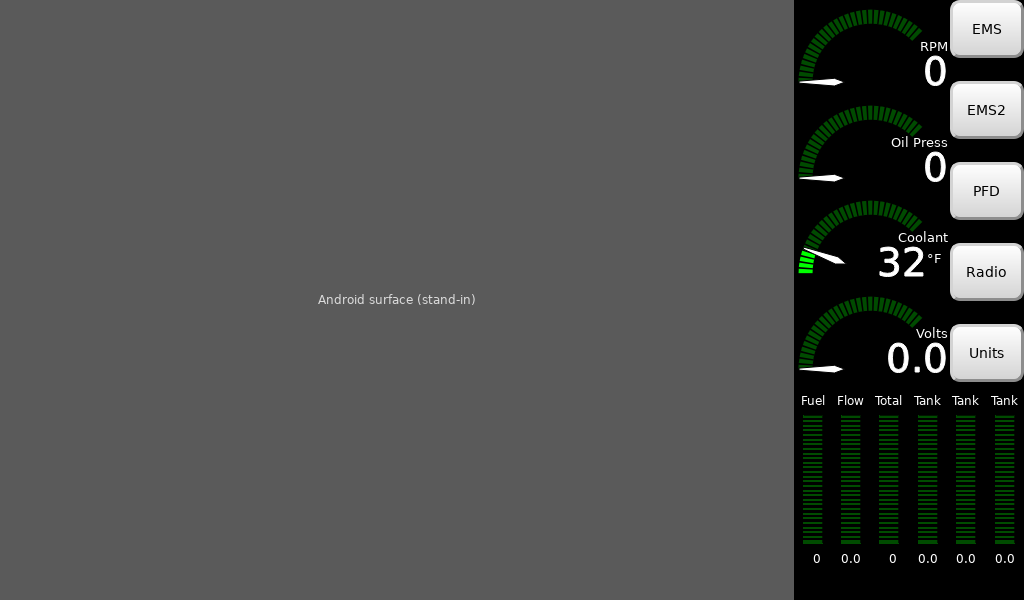 Android surface (stand-in)
RPM
0
Oil Press
0
Coolant
32 °F
Volts
0.0
EMS
EMS2
PFD
Radio
Units
Fuel Flow Total Tank Tank Tank
0 0.0 0 0.0 0.0 0.0